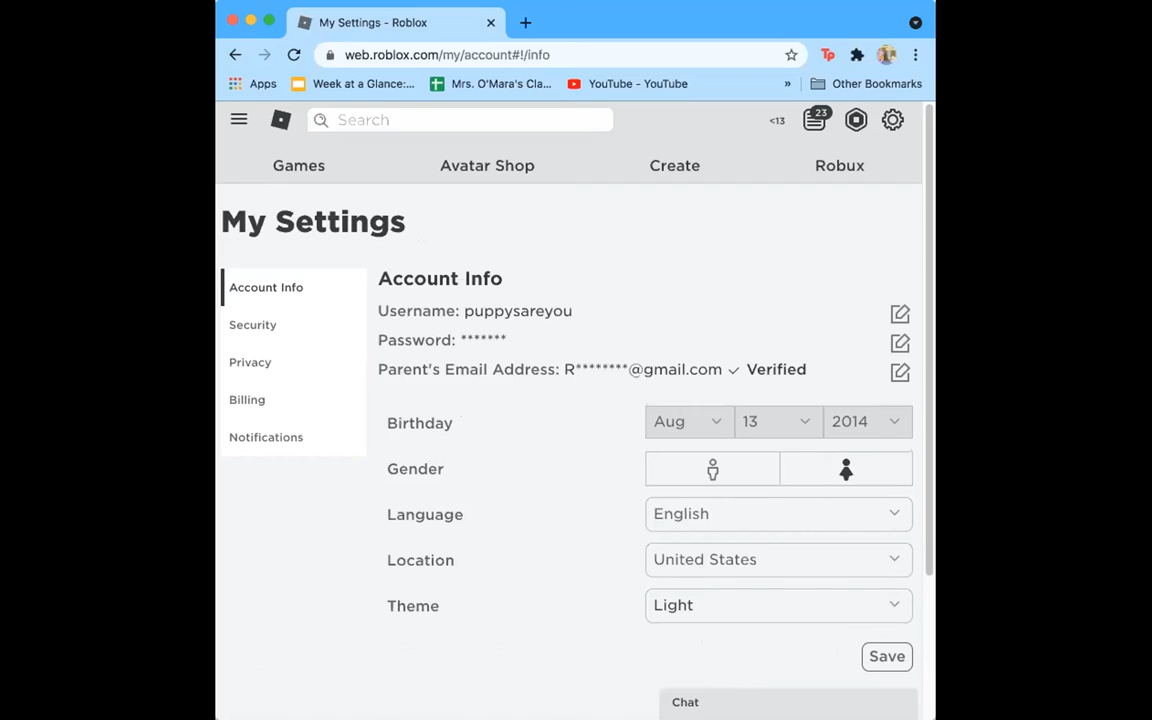 My Settings - Roblox
web.roblox.com/my/account#!/info
Tp
Apps Week at a Glance:... Mrs. O'Mara's Cla... YouTube - YouTube » Other Bookmarks
Search <13 23
Games Avatar Shop Create Robux
My Settings
Account Info
Security
Privacy
Billing
Notifications
Account Info
Username: puppysareyou
Password: *******
Parent's Email Address: R********@gmail.com ✓ Verified
Birthday Aug 13 2014
Gender
Language English
Location United States
Theme Light
Save
Chat